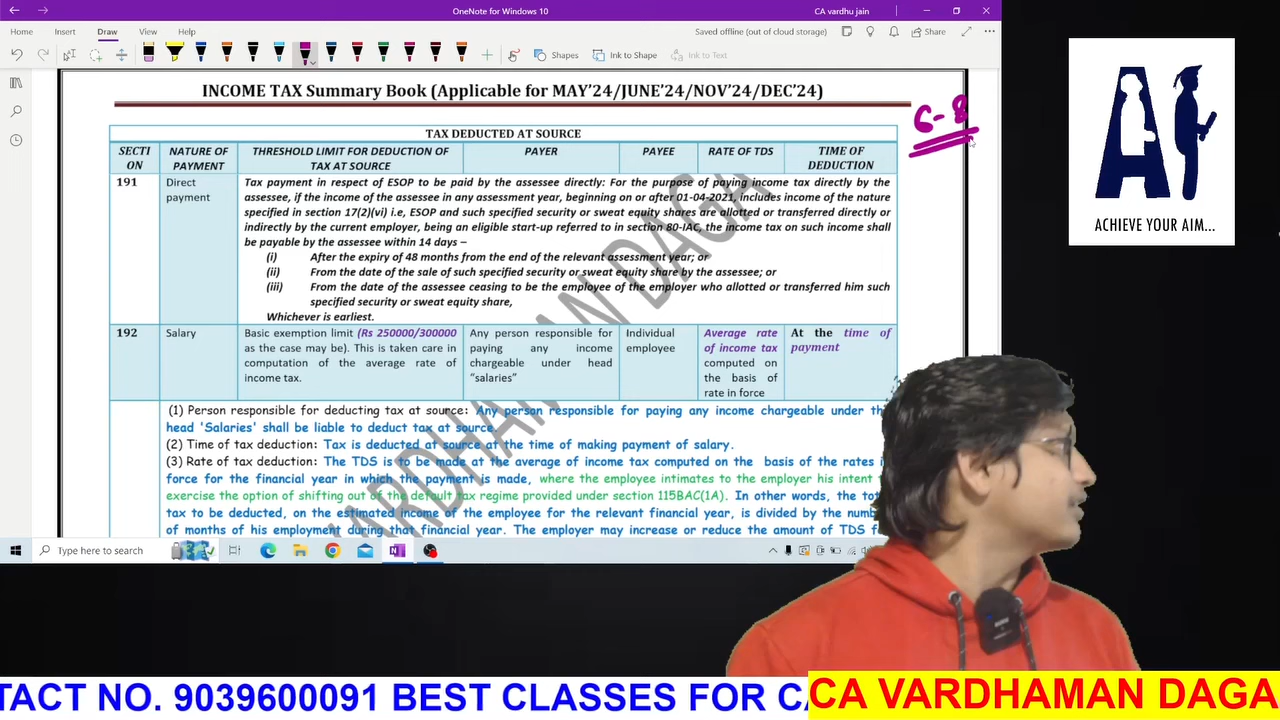 OneNote for Windows 10
CA vardhu jain
Home Insert Draw View Help
Saved offline (out of cloud storage)
Share
Shapes
Ink to Shape
Ink to Text
INCOME TAX Summary Book (Applicable for MAY'24/JUNE'24/NOV'24/DEC'24)
6-8
TAX DEDUCTED AT SOURCE
SECTI ON
NATURE OF PAYMENT
THRESHOLD LIMIT FOR DEDUCTION OF TAX AT SOURCE
PAYER
PAYEE
RATE OF TDS
TIME OF DEDUCTION
191
Direct payment
Tax payment in respect of ESOP to be paid by the assessee directly: For the purpose of paying income tax directly by the
assessee, if the income of the assessee in any assessment year, beginning on or after 01-04-2021, includes income of the nature
specified in section 17(2)(vi) i.e, ESOP and such specified security or sweat equity shares are allotted or transferred directly or
indirectly by the current employer, being an eligible start-up referred to in section 80-IAC, the income tax on such income shall
be payable by the assessee within 14 days –
(i) After the expiry of 48 months from the end of the relevant assessment year; or
(ii) From the date of the sale of such specified security or sweat equity share by the assessee; or
(iii) From the date of the assessee ceasing to be the employee of the employer who allotted or transferred him such
specified security or sweat equity share,
Whichever is earliest.
192
Salary
Basic exemption limit (Rs 250000/300000
as the case may be). This is taken care in
computation of the average rate of
income tax.
Any person responsible for
paying any income
chargeable under head
"salaries"
Individual
employee
Average rate
of income tax
computed on
the basis of
rate in force
At the time of
payment
(1) Person responsible for deducting tax at source: Any person responsible for paying any income chargeable under
head 'Salaries' shall be liable to deduct tax at source.
(2) Time of tax deduction: Tax is deducted at source at the time of making payment of salary.
(3) Rate of tax deduction: The TDS is to be made at the average of income tax computed on the basis of the rates
force for the financial year in which the payment is made, where the employee intimates to the employer his intent
exercise the option of shifting out of the default tax regime provided under section 115BAC(1A). In other words, the
tax to be deducted, on the estimated income of the employee for the relevant financial year, is divided by the
of months of his employment during that financial year. The employer may increase or reduce the amount of TDS
VARDHAMAN DAGA
Type here to search
ACHIEVE YOUR AIM...
TACT NO. 9039600091 BEST CLASSES FOR
CA VARDHAMAN DAGA